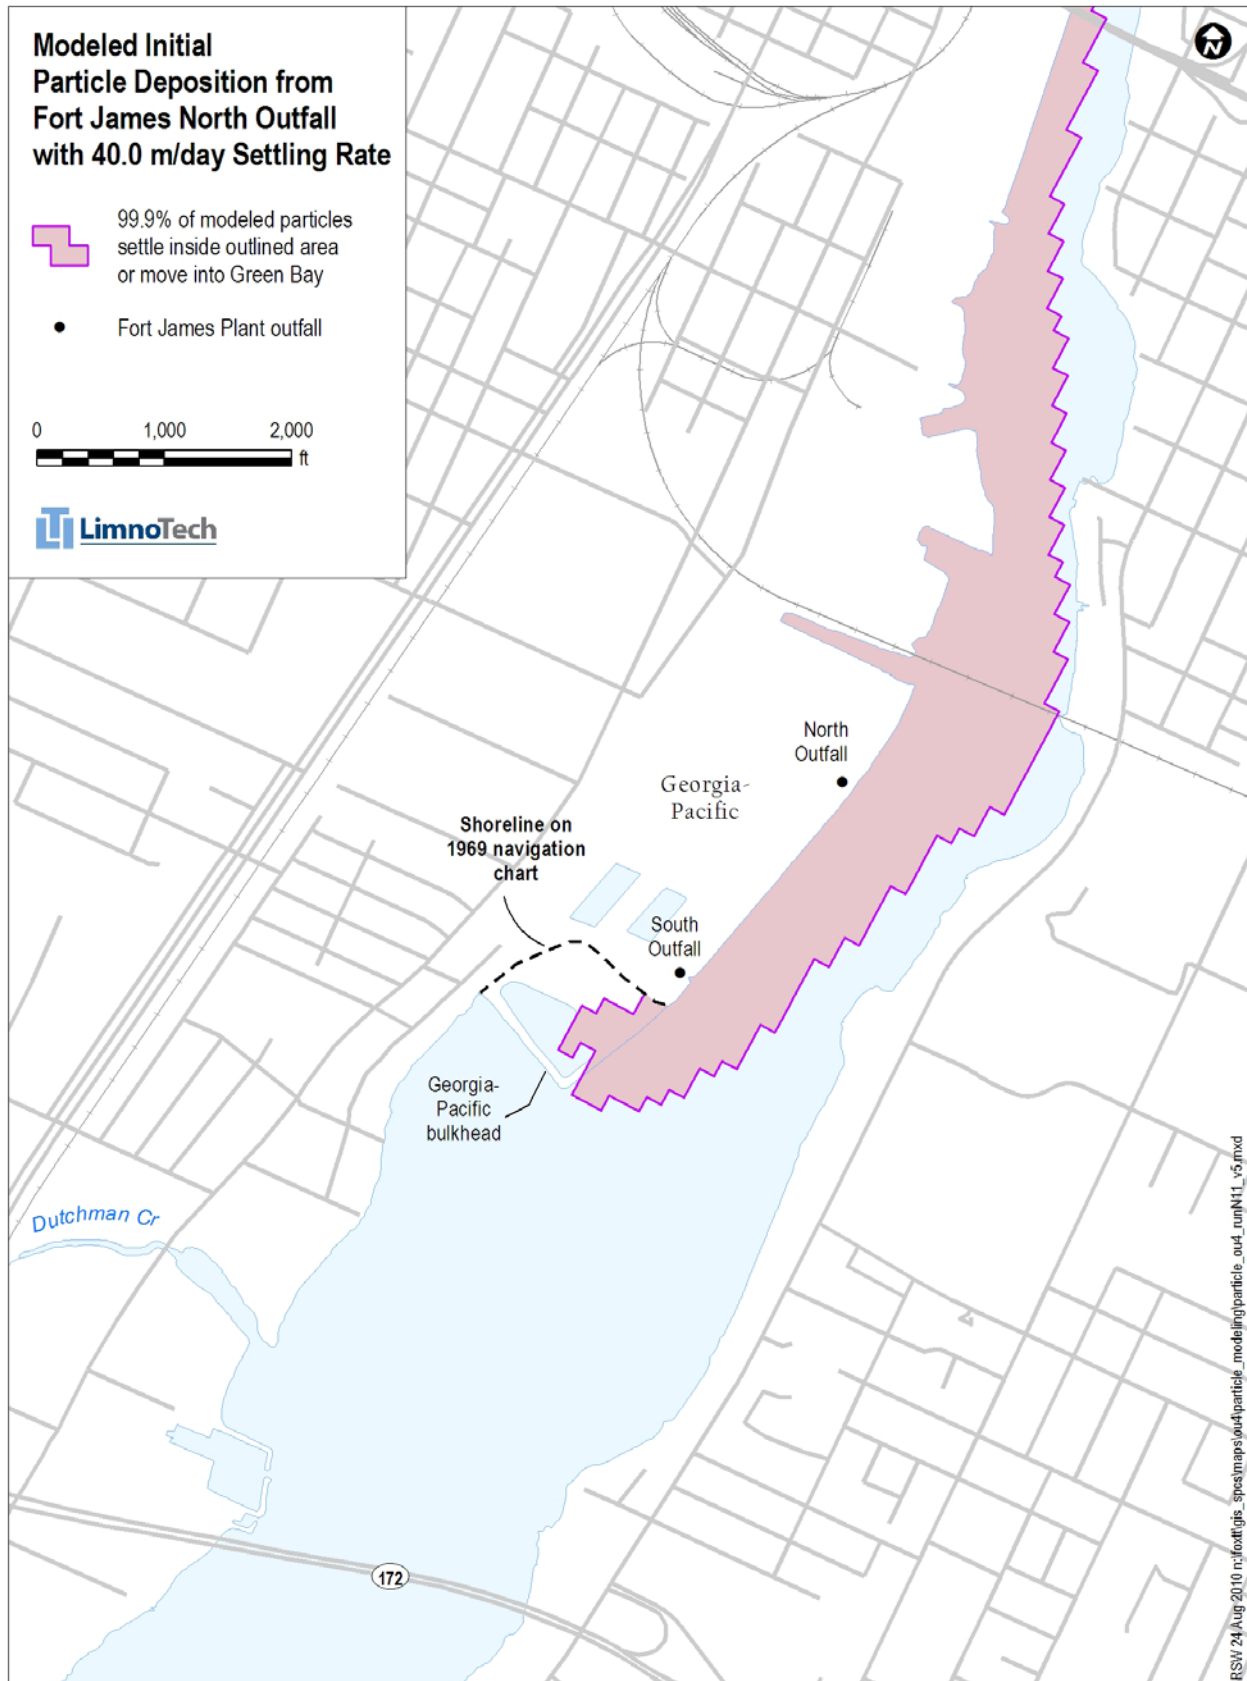 Modeled Initial
Particle Deposition from
Fort James North Outfall
with 40.0 m/day Settling Rate
99.9% of modeled particles
settle inside outlined area
or move into Green Bay
Fort James Plant outfall
0 1,000 2,000
ft
LimnoTech
N
North
Outfall
Georgia-
Pacific
Shoreline on
1969 navigation
chart
South
Outfall
Georgia-
Pacific
bulkhead
Dutchman Cr
172
RSW 24 Aug 2010 n:\foxtl\gis_spcs\maps\ou4\particle_modeling\particle_ou4_runN11_v5.mxd